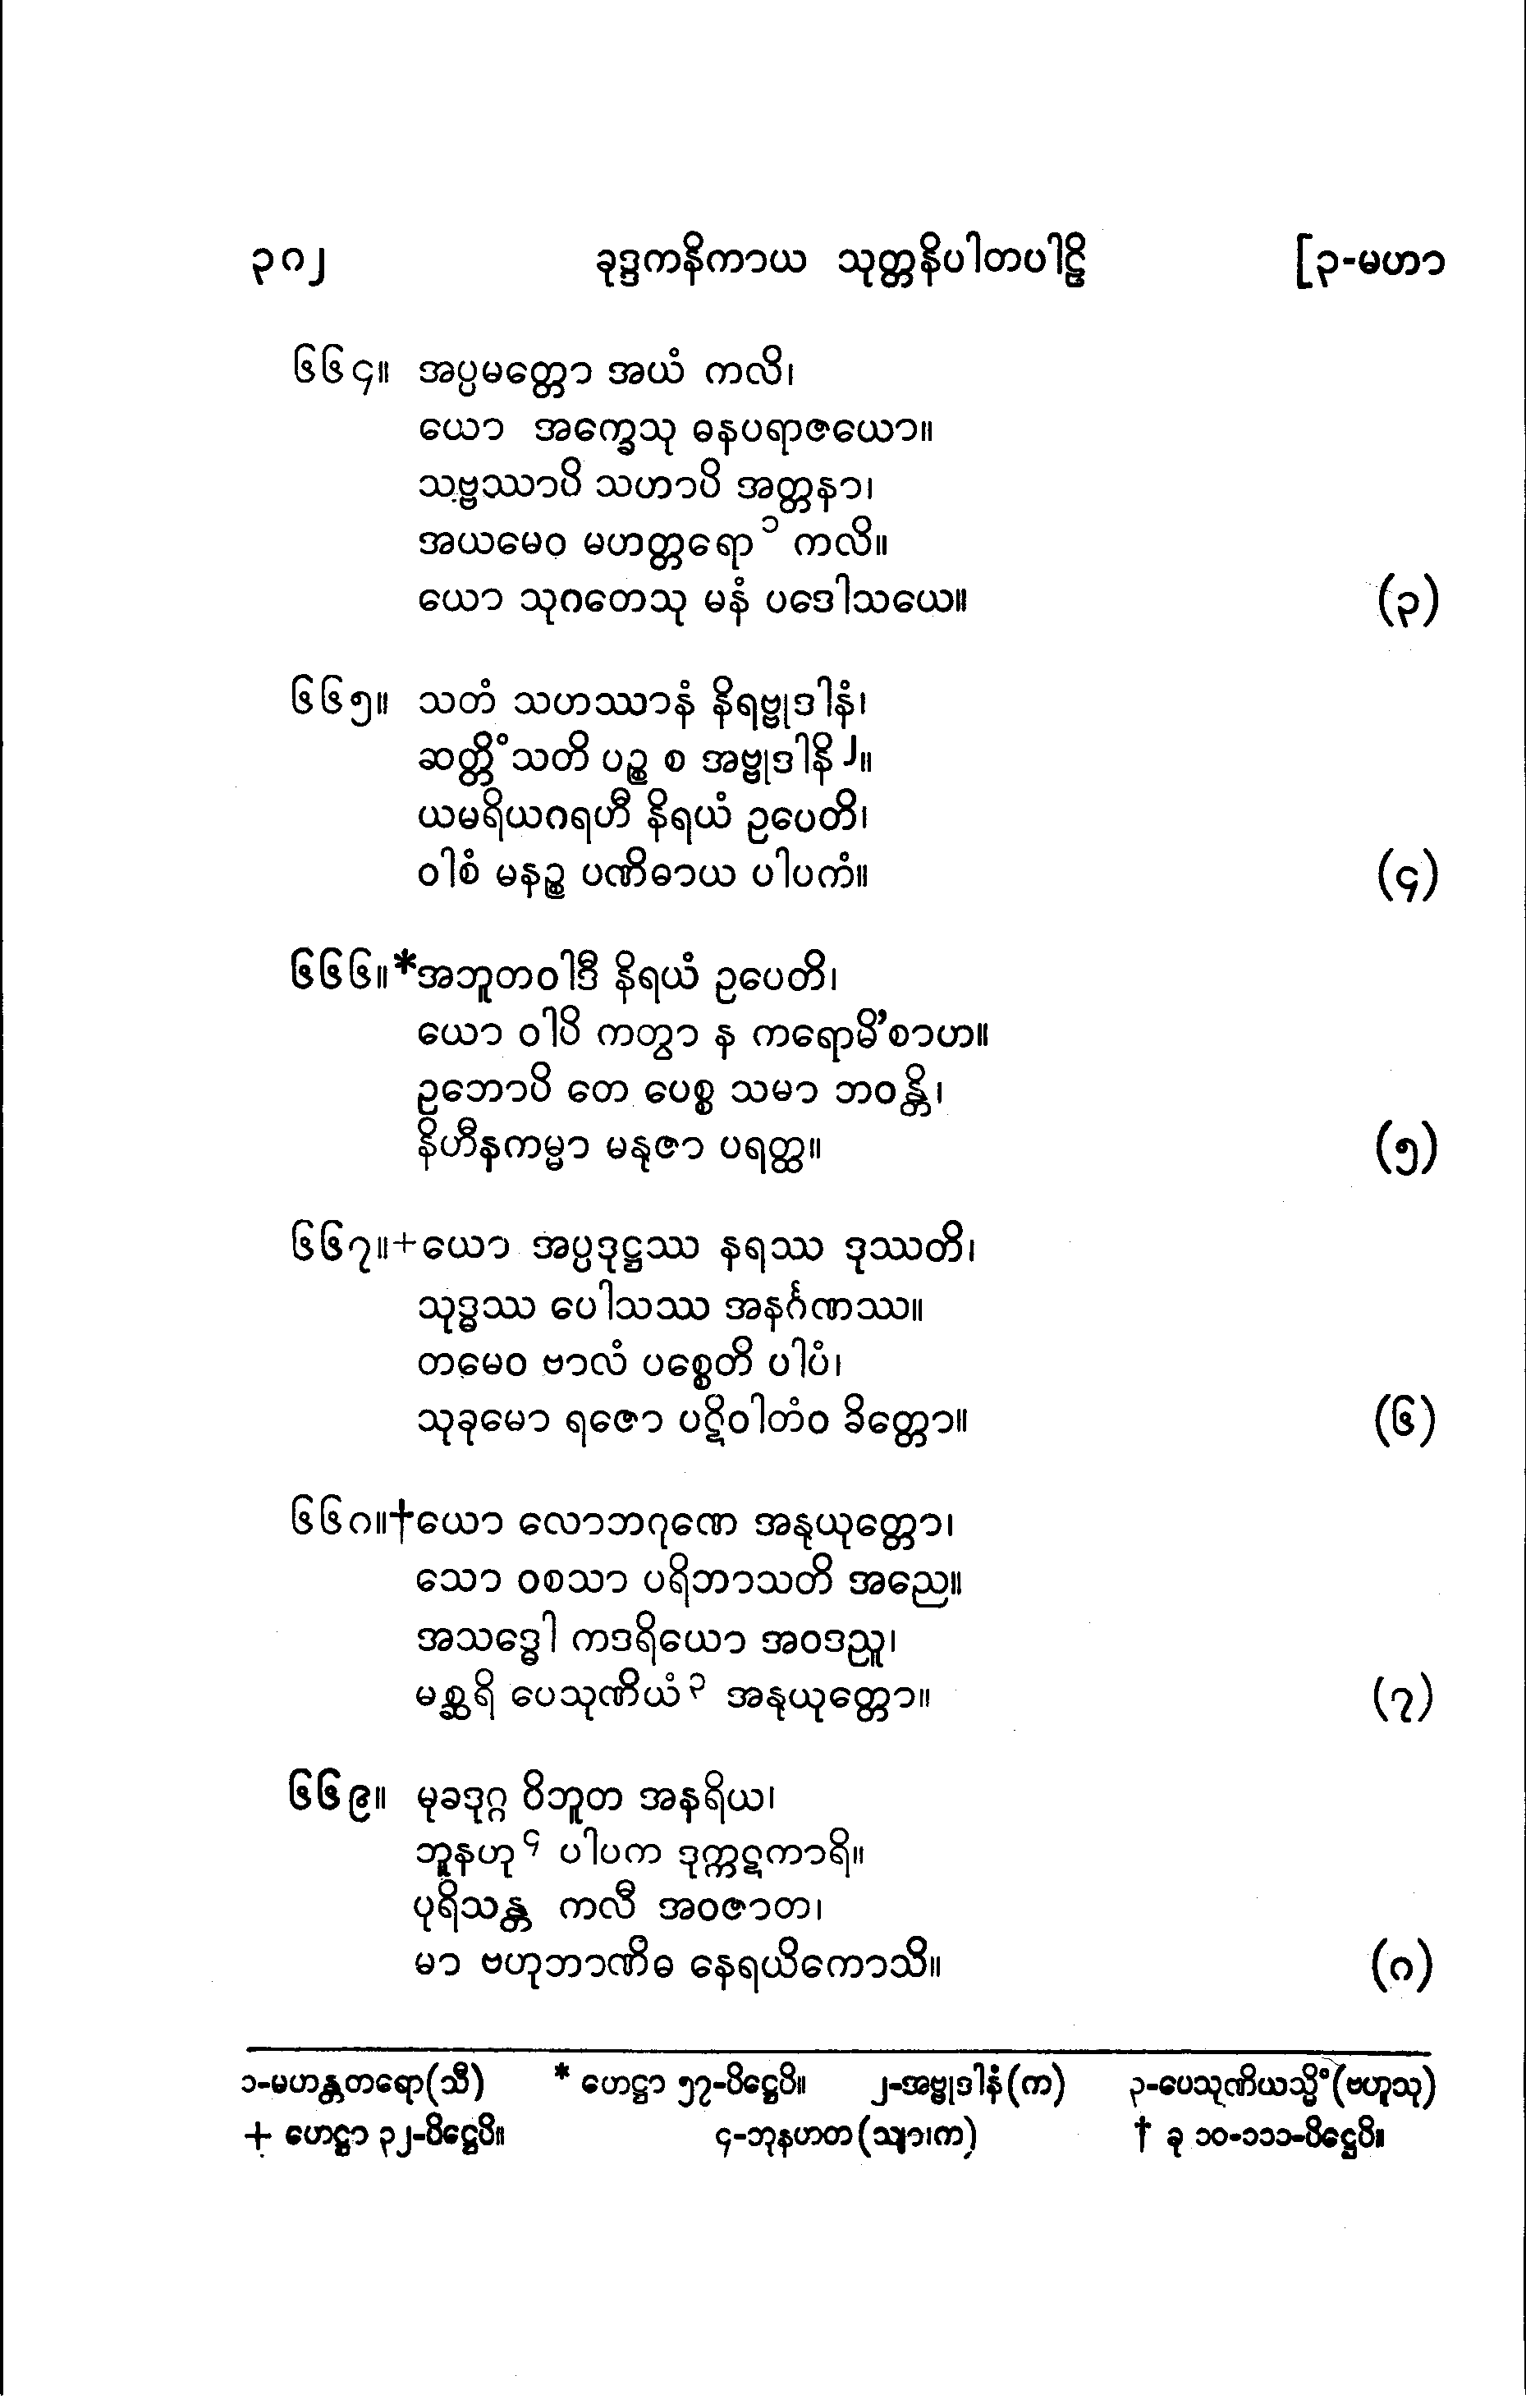 ၃၈၂ ခုဒ္ဒကနိကာယ သုတ္တနိပါတပါဠိ [၃-မဟာ
၆၆၄။ အပ္ပမတ္တော အယံ ကလိ၊
ယော အက္ခေသု ဓနပရာဇယော။
သဗ္ဗဿာပိ သဟာပိ အတ္တနာ၊
အယမေဝ မဟတ္တရော၁ ကလိ။
ယော သုဂတေသု မနံ ပဒေါသယေ။ (၃)
၆၆၅။ သတံ သဟဿာနံ နိရဗ္ဗုဒါနံ၊
ဆတ္တိံသတိ ပဉ္စ စ အဗ္ဗုဒါနိ၂။
ယမရိယဂရဟီ နိရယံ ဥပေတိ၊
ဝါစံ မနဉ္စ ပဏိဓာယ ပါပကံ။ (၄)
၆၆၆။*အဘူတဝါဒီ နိရယံ ဥပေတိ၊
ယော ဝါပိ ကတွာ န ကရောမိ’စာဟ။
ဥဘောပိ တေ ပေစ္စ သမာ ဘဝန္တိ၊
နိဟီနကမ္မာ မနုဇာ ပရတ္ထ။ (၅)
၆၆၇။+ယော အပ္ပဒုဋ္ဌဿ နရဿ ဒုဿတိ၊
သုဒ္ဓဿ ပေါသဿ အနင်္ဂဏဿ။
တမေဝ ဗာလံ ပစ္စေတိ ပါပံ၊
သုခုမော ရဇော ပဋိဝါတံဝ ခိတ္တော။ (၆)
၆၆၈။†ယော လောဘဂုဏေ အနုယုတ္တော၊
သော ဝစသာ ပရိဘာသတိ အညေ။
အသဒ္ဓေါ ကဒရိယော အဝဒညူ၊
မစ္ဆရိ ပေသုဏိယံ၃ အနုယုတ္တော။ (၇)
၆၆၉။ မုခဒုဂ္ဂ ဝိဘူတ အနရိယ၊
ဘူနဟု၄ ပါပက ဒုက္ကဋကာရိ။
ပုရိသန္တ ကလီ အဝဇာတ၊
မာ ဗဟုဘာဏိဓ နေရယိကောသိ။ (၈)
၁-မဟန္တတရော(သီ) * ဟေဋ္ဌာ ၅၇-ပိဋ္ဌေပိ။ ၂-အဗ္ဗုဒါနံ(က) ၃-ပေသုဏိယသ္မိံ(ဗဟူသု)
+ ဟေဋ္ဌာ ၃၂-ပိဋ္ဌေပိ။ ၄-ဘုနဟတ(သျာ၊က) † ခု ၁၀-၁၁၁-ပိဋ္ဌေပိ။